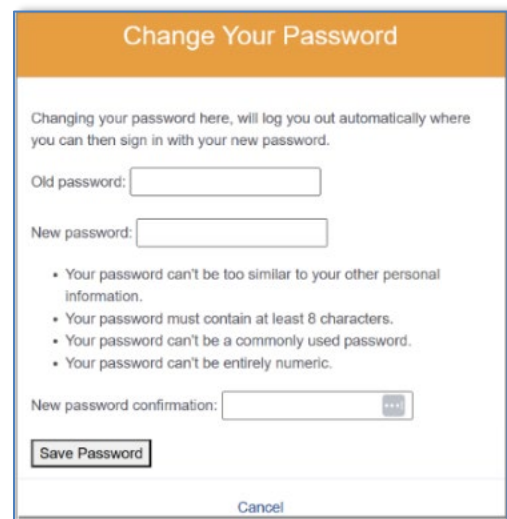 Change Your Password
Changing your password here, will log you out automatically where
you can then sign in with your new password.
Old password:
New password:
• Your password can't be too similar to your other personal
information.
• Your password must contain at least 8 characters.
• Your password can't be a commonly used password.
• Your password can't be entirely numeric.
New password confirmation:
Save Password
Cancel